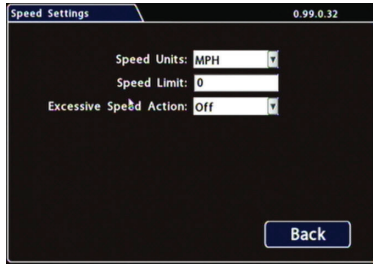 Speed Settings 0.99.0.32
Speed Units: MPH
Speed Limit: 0
Excessive Speed Action: Off
Back